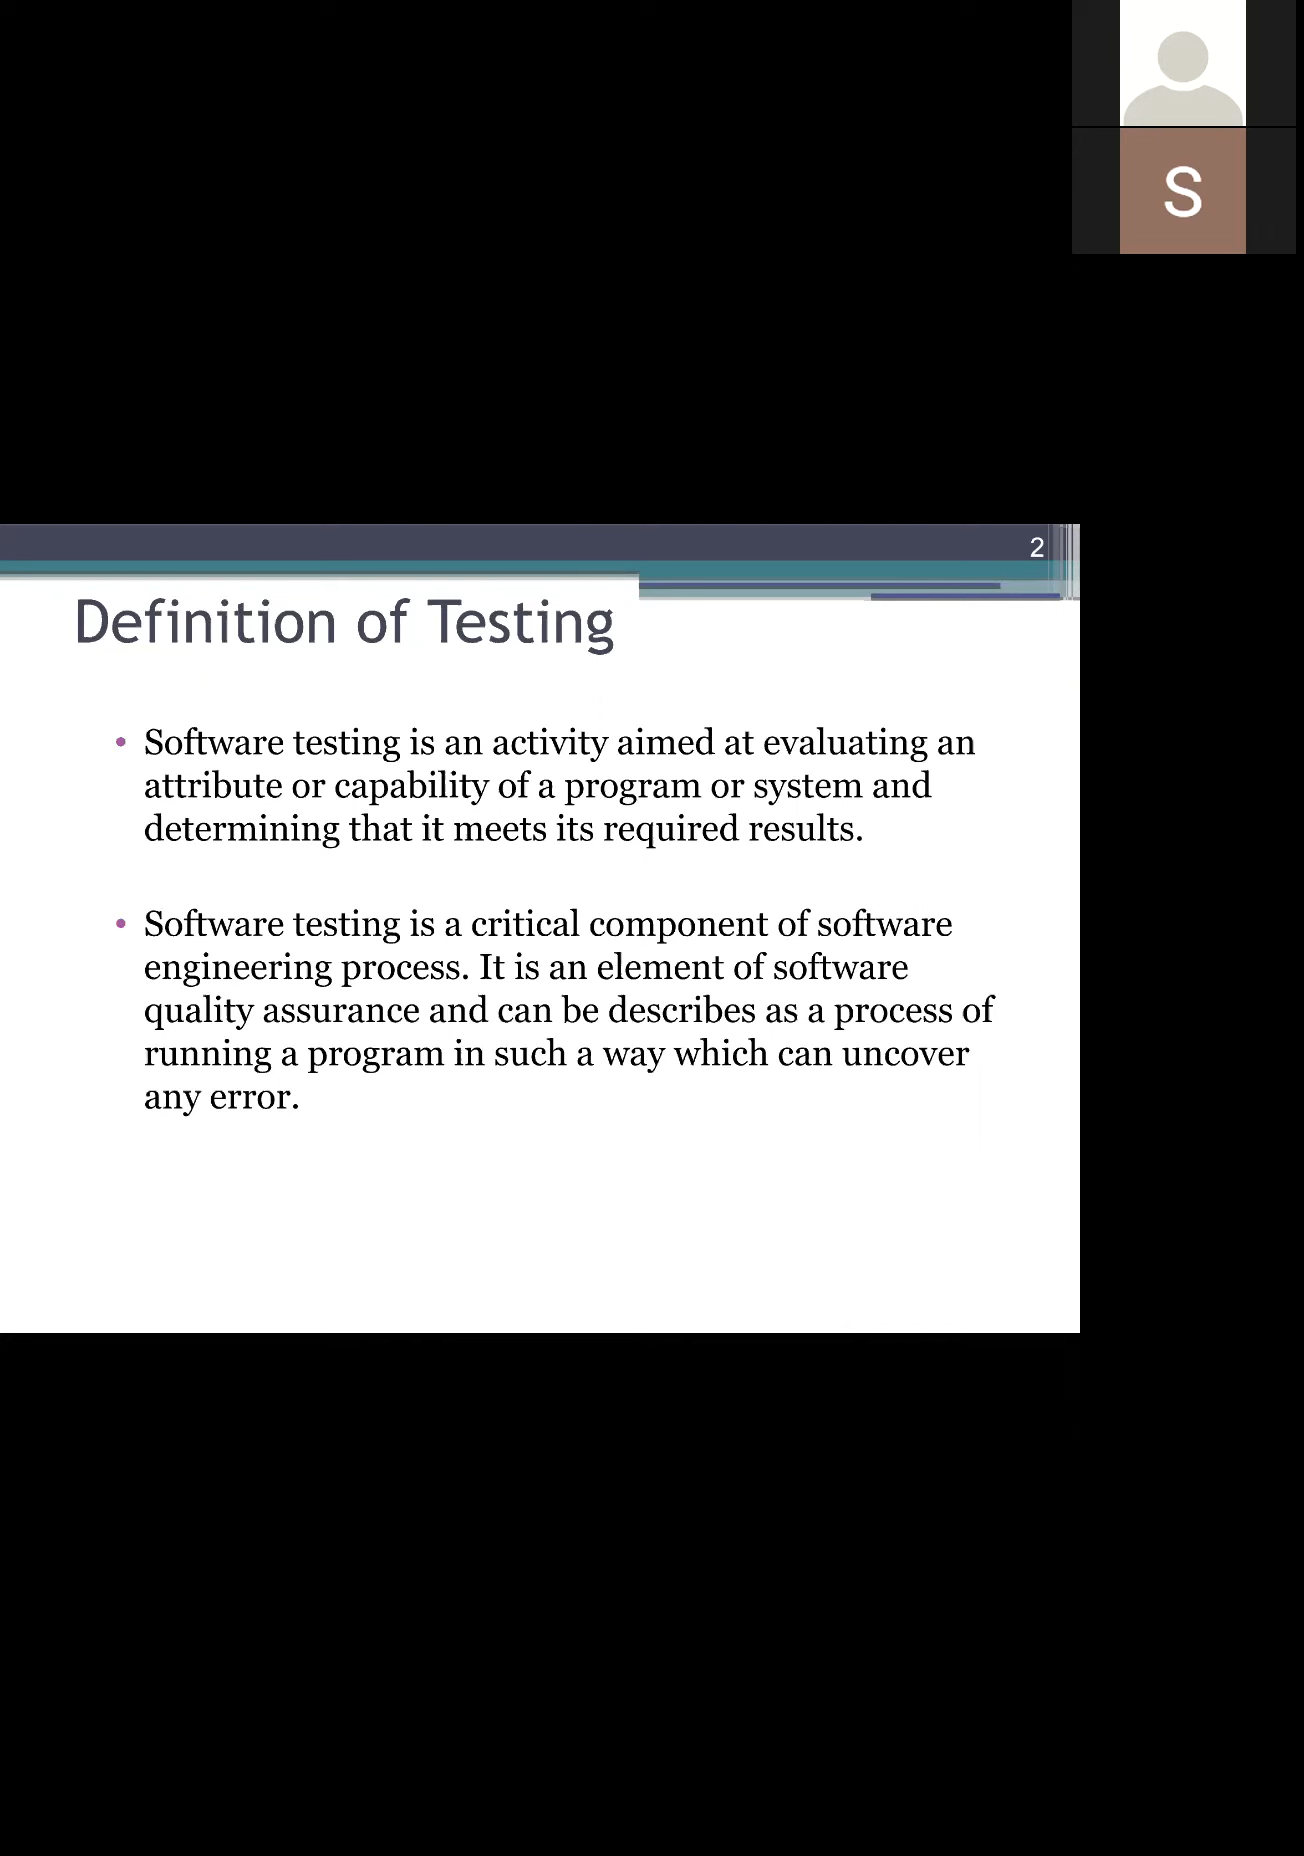 S
2
Definition of Testing
• Software testing is an activity aimed at evaluating an
attribute or capability of a program or system and
determining that it meets its required results.
• Software testing is a critical component of software
engineering process. It is an element of software
quality assurance and can be describes as a process of
running a program in such a way which can uncover
any error.